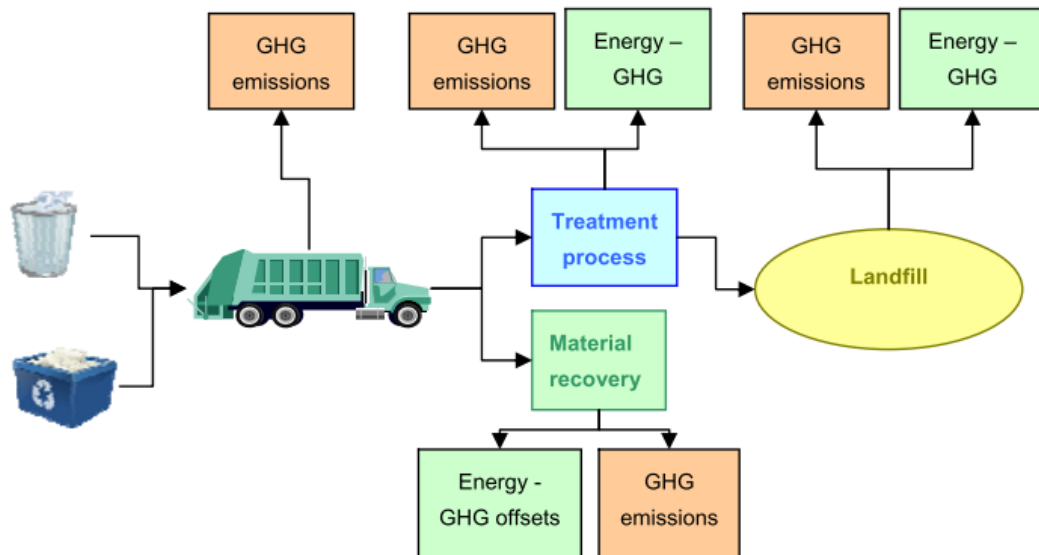 GHG
emissions
GHG
emissions
Energy –
GHG
GHG
emissions
Energy –
GHG
Treatment
process
Landfill
Material
recovery
Energy -
GHG offsets
GHG
emissions